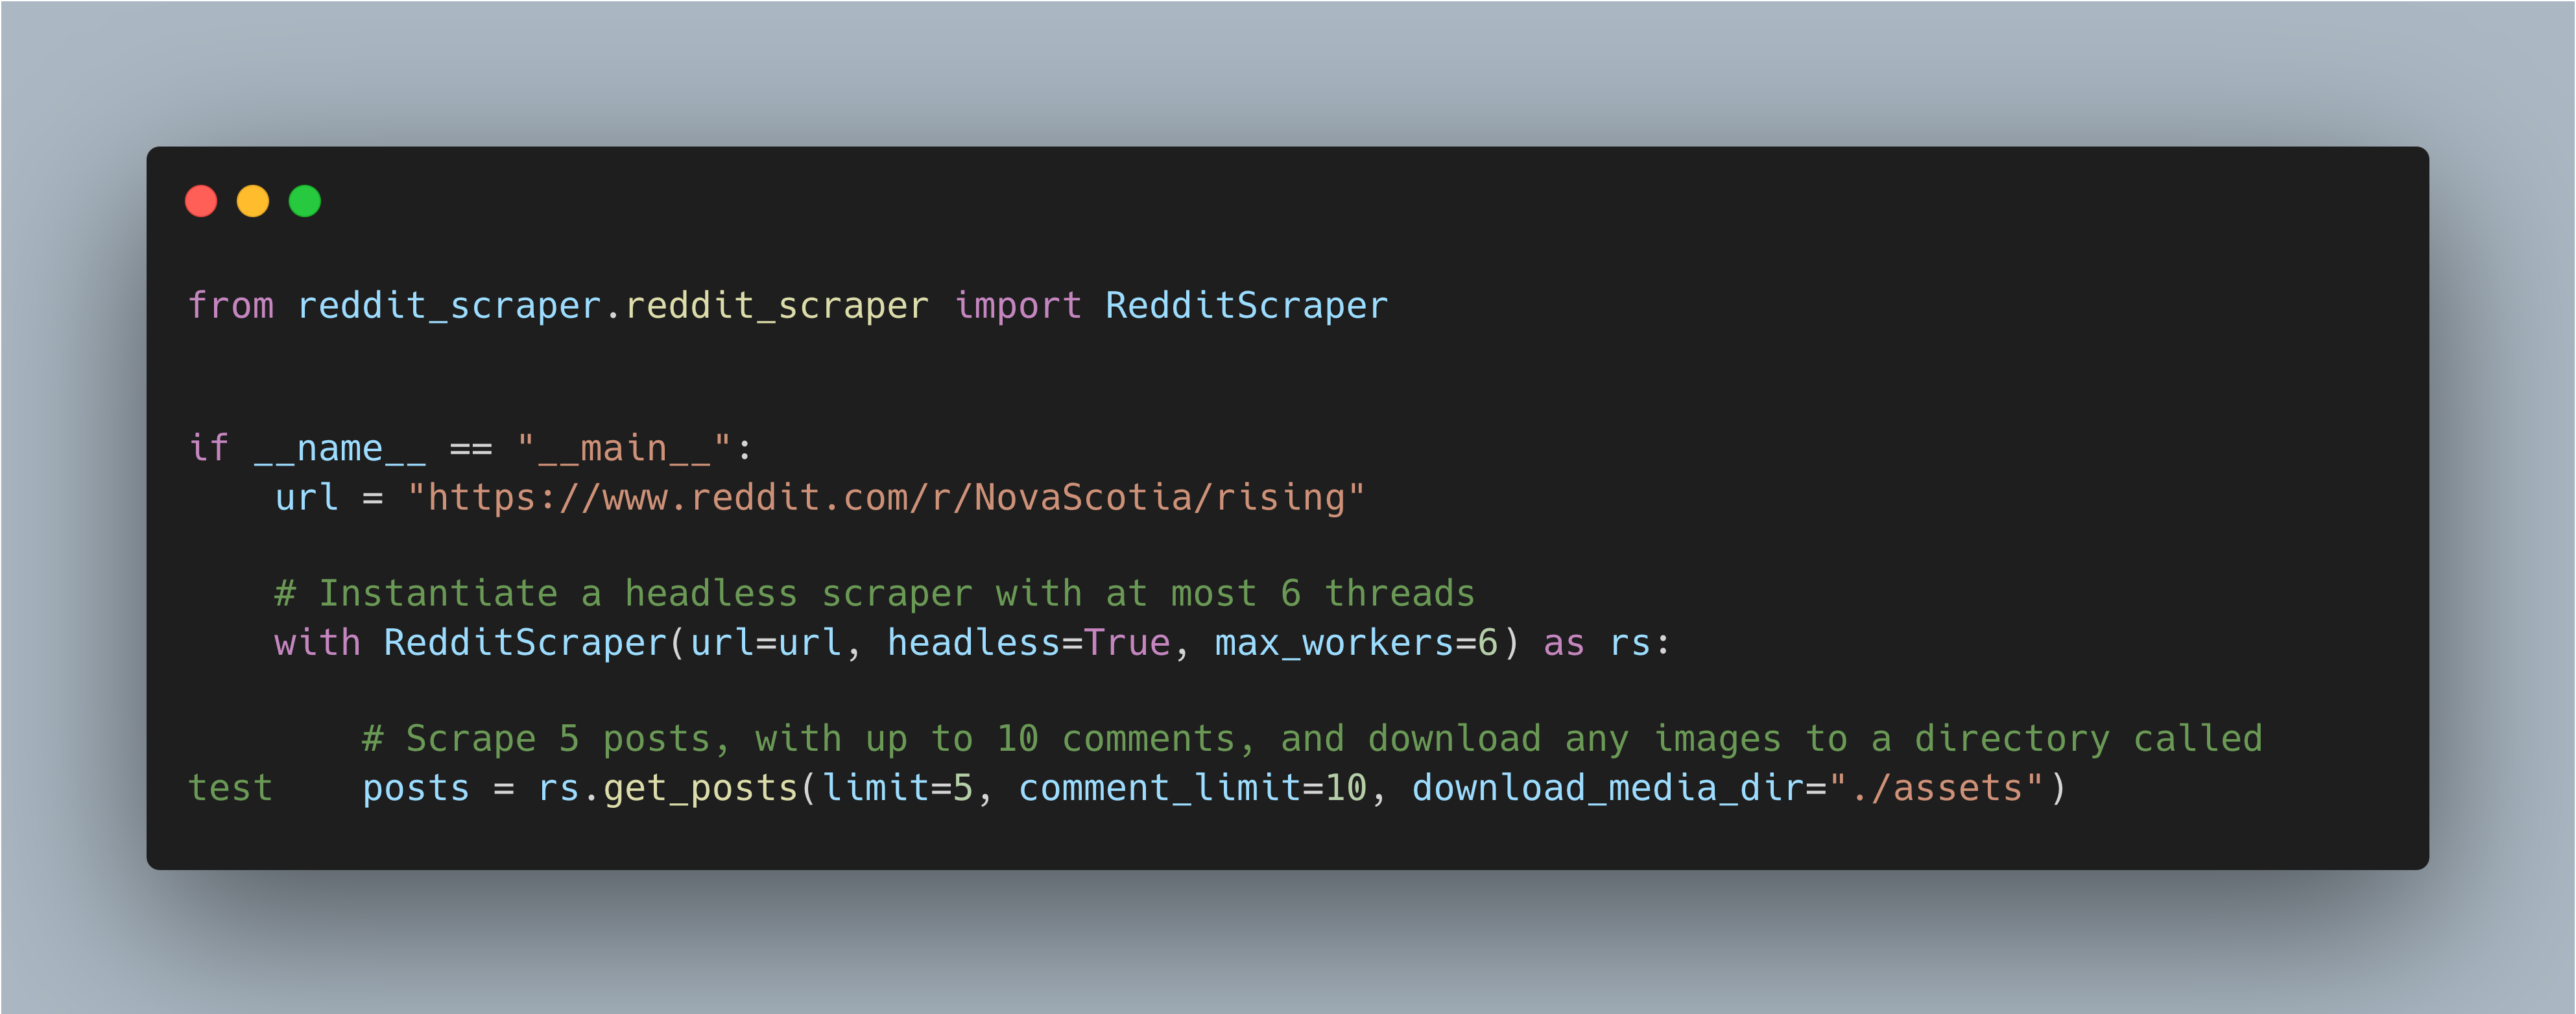 from reddit_scraper.reddit_scraper import RedditScraper
if __name__ == "__main__":
    url = "https://www.reddit.com/r/NovaScotia/rising"
    # Instantiate a headless scraper with at most 6 threads
    with RedditScraper(url=url, headless=True, max_workers=6) as rs:
        # Scrape 5 posts, with up to 10 comments, and download any images to a directory called
test    posts = rs.get_posts(limit=5, comment_limit=10, download_media_dir="./assets")